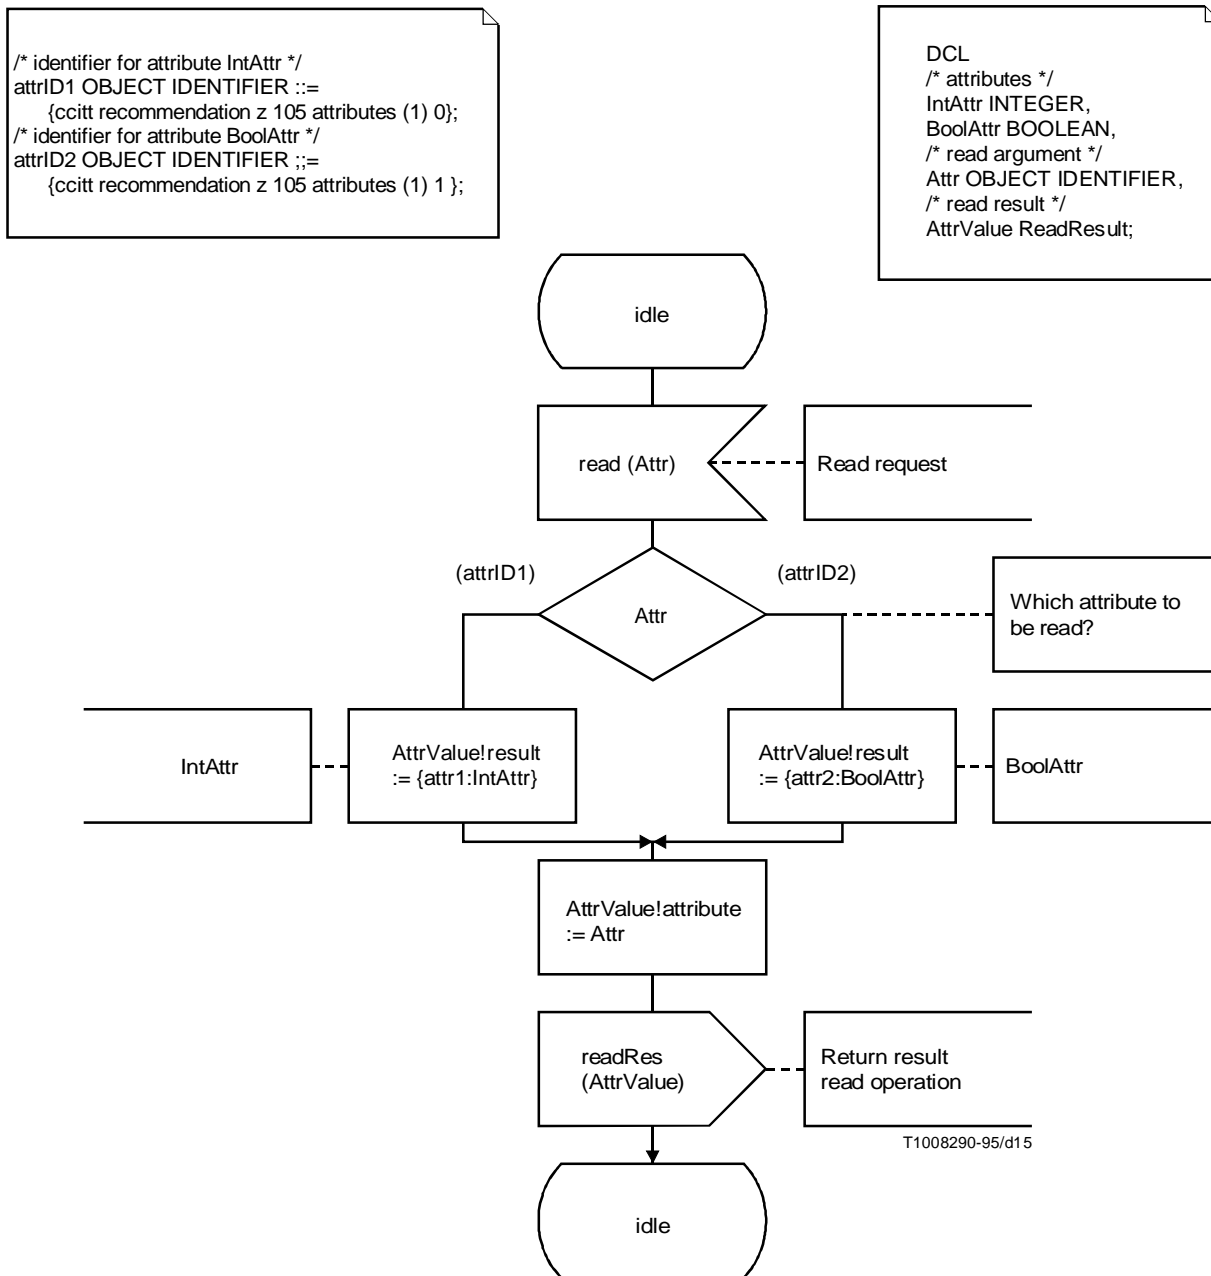 /* identifier for attribute IntAttr */
attrID1 OBJECT IDENTIFIER ::=
{ccitt recommendation z 105 attributes (1) 0};
/* identifier for attribute BoolAttr */
attrID2 OBJECT IDENTIFIER ;;=
{ccitt recommendation z 105 attributes (1) 1 };
DCL
/* attributes */
IntAttr INTEGER,
BoolAttr BOOLEAN,
/* read argument */
Attr OBJECT IDENTIFIER,
/* read result */
AttrValue ReadResult;
idle
read (Attr)
Read request
(attrID1)
(attrID2)
Attr
Which attribute to
be read?
IntAttr
AttrValue!result
:= {attr1:IntAttr}
AttrValue!result
:= {attr2:BoolAttr}
BoolAttr
AttrValue!attribute
:= Attr
readRes
(AttrValue)
Return result
read operation
T1008290-95/d15
idle